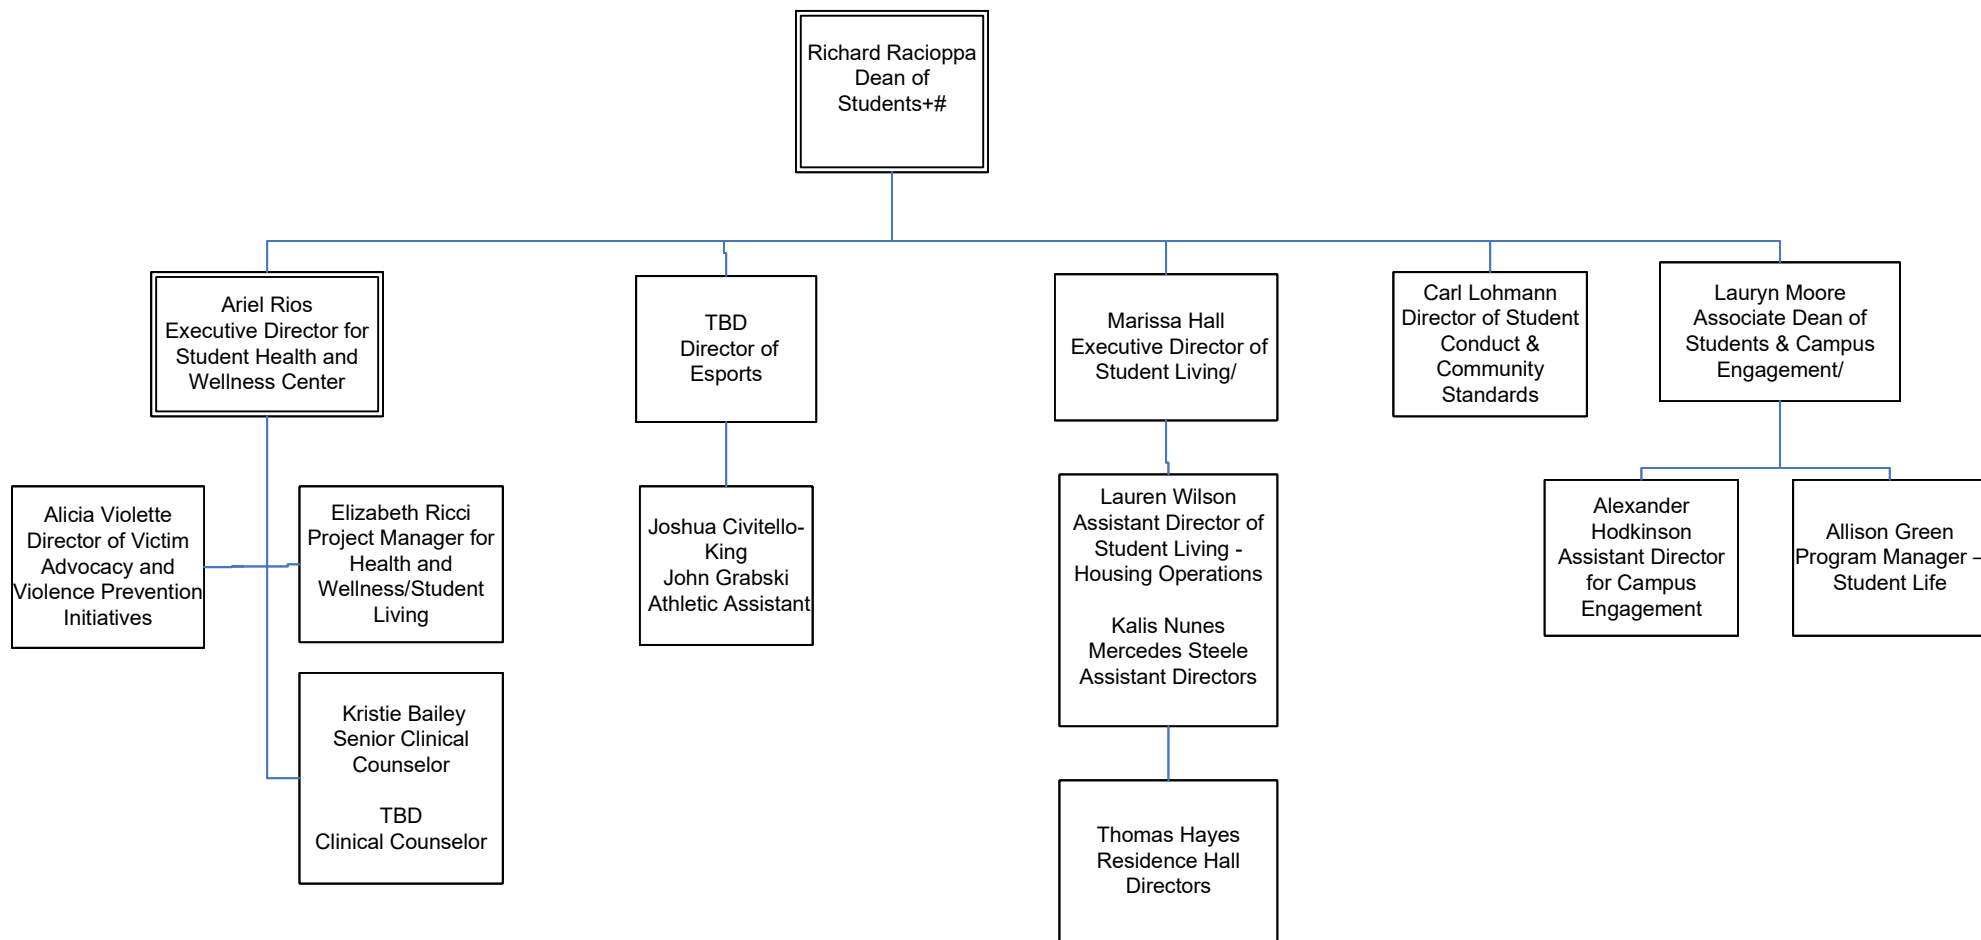 Richard Racioppa
Dean of
Students+#
Ariel Rios
Executive Director for
Student Health and
Wellness Center
TBD
Director of
Esports
Marissa Hall
Executive Director of
Student Living/
Carl Lohmann
Director of Student
Conduct &
Community
Standards
Lauryn Moore
Associate Dean of
Students & Campus
Engagement/
Alicia Violette
Director of Victim
Advocacy and
Violence Prevention
Initiatives
Elizabeth Ricci
Project Manager for
Health and
Wellness/Student
Living
Kristie Bailey
Senior Clinical
Counselor
TBD
Clinical Counselor
Joshua Civitello-
King
John Grabski
Athletic Assistant
Lauren Wilson
Assistant Director of
Student Living -
Housing Operations
Kalis Nunes
Mercedes Steele
Assistant Directors
Thomas Hayes
Residence Hall
Directors
Alexander
Hodkinson
Assistant Director
for Campus
Engagement
Allison Green
Program Manager –
Student Life